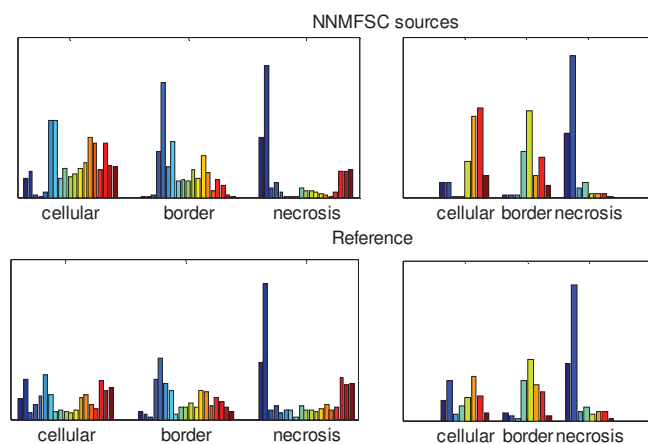 NNMFSC sources
cellular border necrosis
cellular border necrosis
Reference
cellular border necrosis
cellular border necrosis